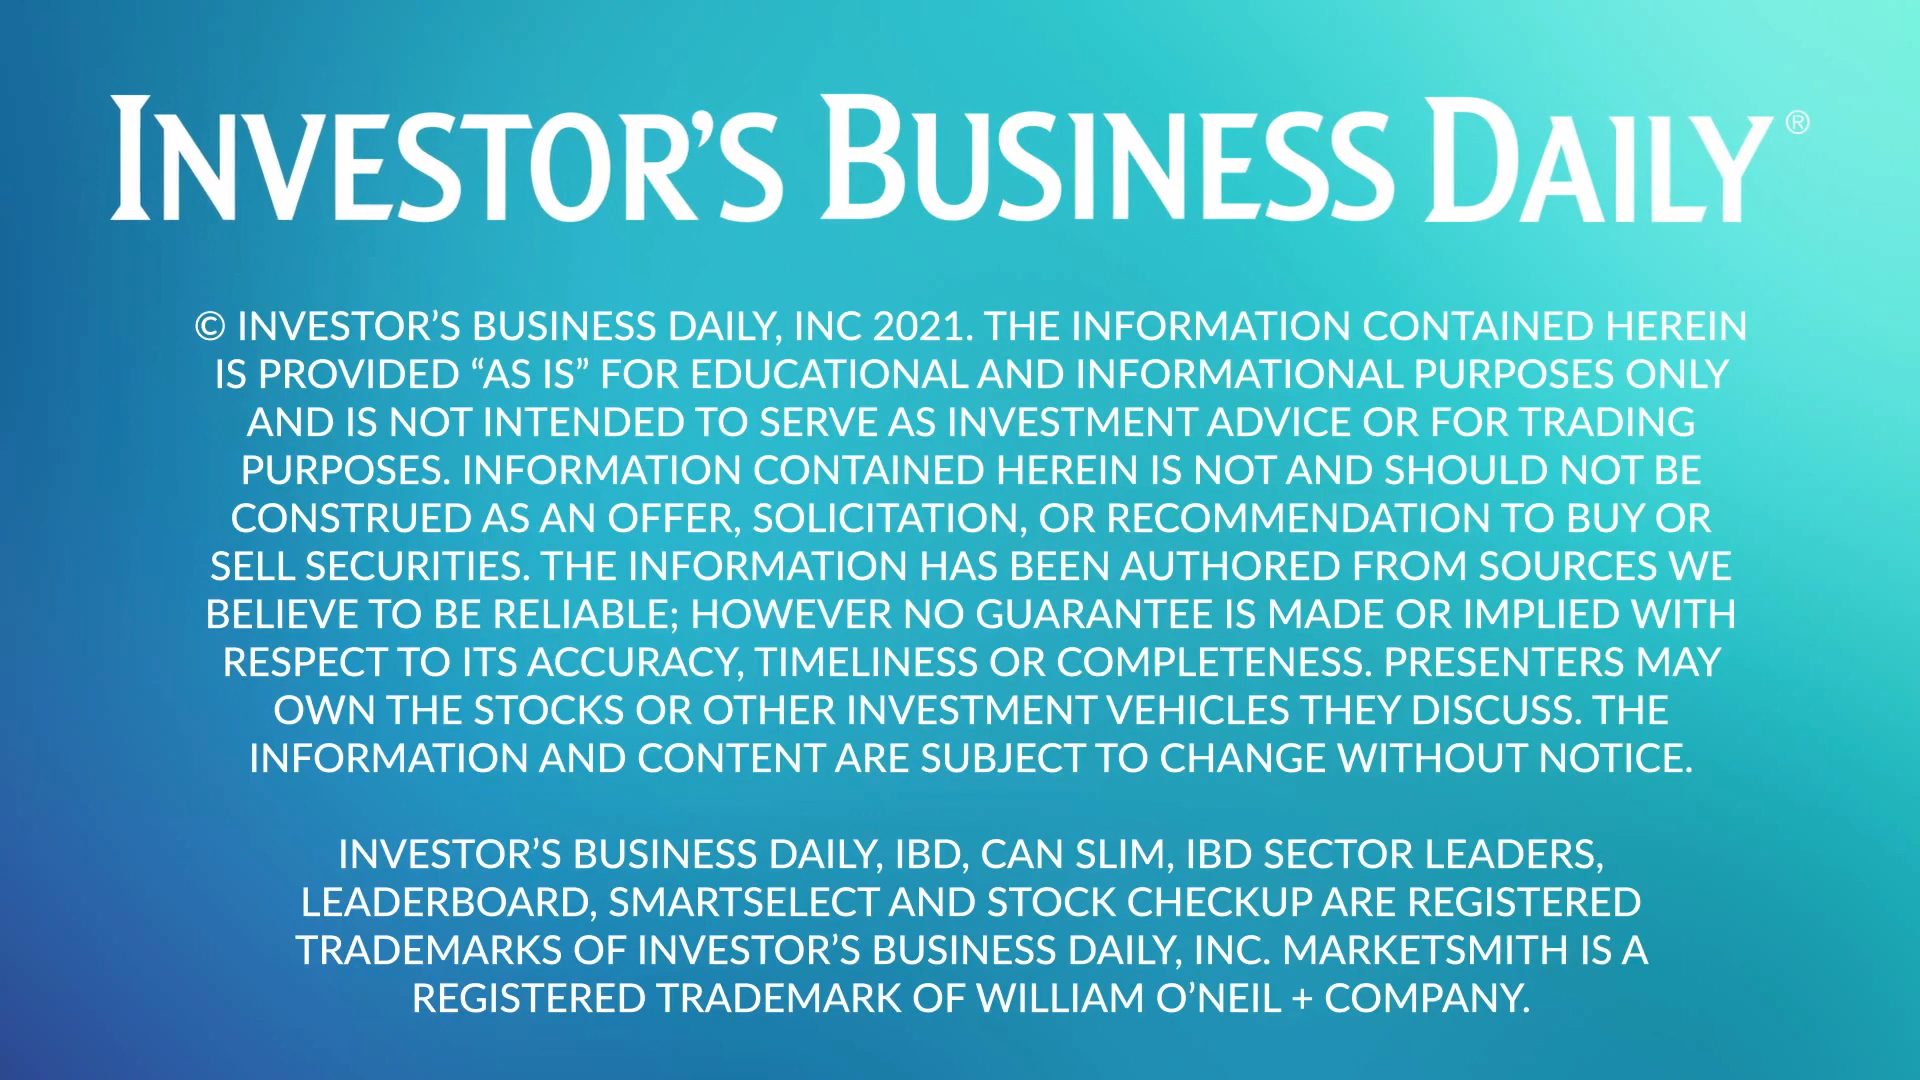 INVESTOR’S BUSINESS DAILY®
© INVESTOR’S BUSINESS DAILY, INC 2021. THE INFORMATION CONTAINED HEREIN
IS PROVIDED “AS IS” FOR EDUCATIONAL AND INFORMATIONAL PURPOSES ONLY
AND IS NOT INTENDED TO SERVE AS INVESTMENT ADVICE OR FOR TRADING
PURPOSES. INFORMATION CONTAINED HEREIN IS NOT AND SHOULD NOT BE
CONSTRUED AS AN OFFER, SOLICITATION, OR RECOMMENDATION TO BUY OR
SELL SECURITIES. THE INFORMATION HAS BEEN AUTHORED FROM SOURCES WE
BELIEVE TO BE RELIABLE; HOWEVER NO GUARANTEE IS MADE OR IMPLIED WITH
RESPECT TO ITS ACCURACY, TIMELINESS OR COMPLETENESS. PRESENTERS MAY
OWN THE STOCKS OR OTHER INVESTMENT VEHICLES THEY DISCUSS. THE
INFORMATION AND CONTENT ARE SUBJECT TO CHANGE WITHOUT NOTICE.
INVESTOR’S BUSINESS DAILY, IBD, CAN SLIM, IBD SECTOR LEADERS,
LEADERBOARD, SMARTSELECT AND STOCK CHECKUP ARE REGISTERED
TRADEMARKS OF INVESTOR’S BUSINESS DAILY, INC. MARKETSMITH IS A
REGISTERED TRADEMARK OF WILLIAM O’NEIL + COMPANY.